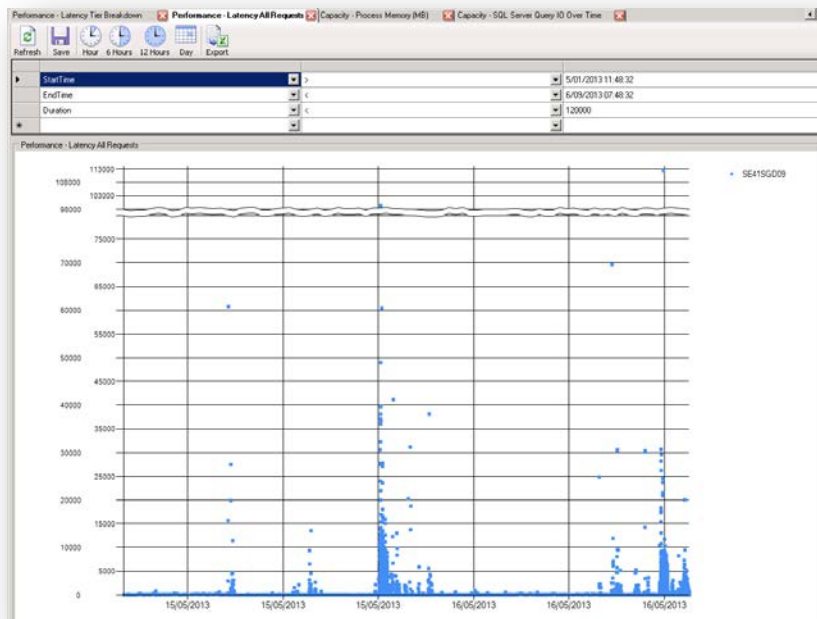 Performance - Latency Tier Breakdown Performance - Latency All Requests Capacity - Process Memory (MB) Capacity - SQL Server Query IO Over Time
Refresh Save Hour 6 Hours 12 Hours Day Export
StartTime > 5/01/2013 11:48:32
EndTime < 6/09/2013 07:48:32
Duration < 120000
Performance - Latency All Requests
113000
108000
103000
98000
75000
70000
65000
60000
55000
50000
45000
40000
35000
30000
25000
20000
15000
10000
5000
0
15/05/2013 15/05/2013 15/05/2013 16/05/2013 16/05/2013 16/05/2013
SE41SGD09